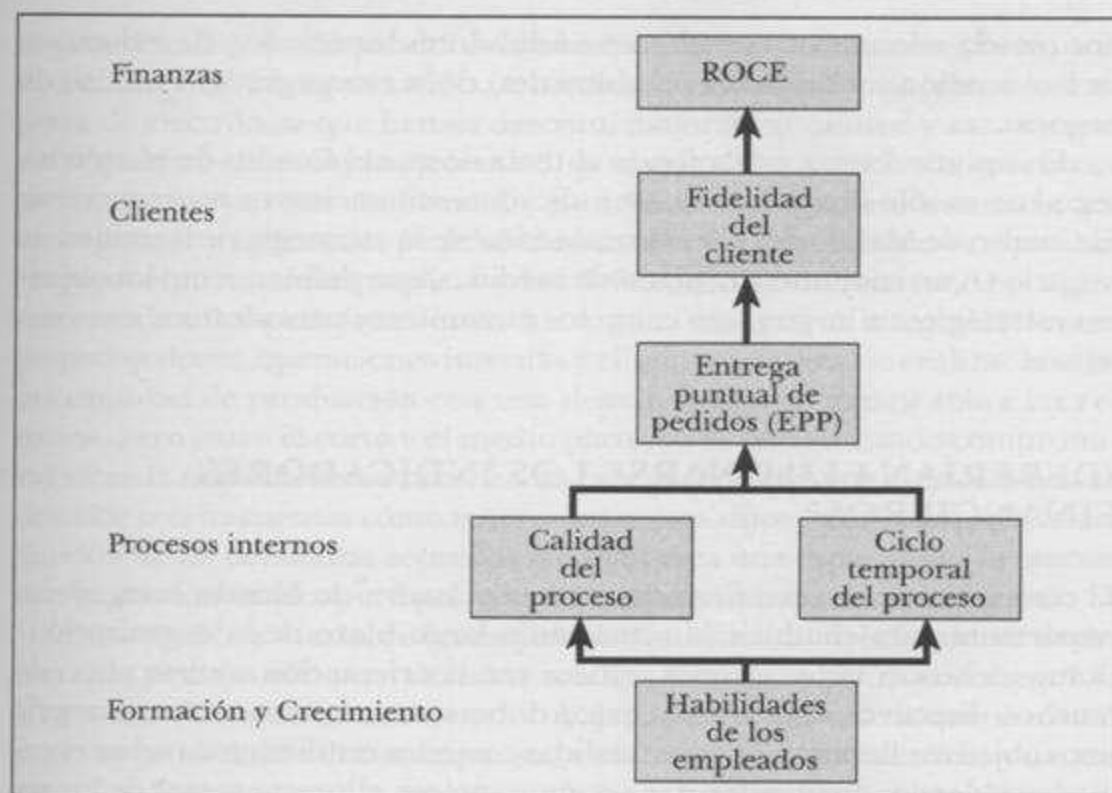 Finanzas
ROCE
Clientes
Fidelidad
del
cliente
Entrega
puntual de
pedidos (EPP)
Procesos internos
Calidad
del
proceso
Ciclo
temporal
del proceso
Formación y Crecimiento
Habilidades
de los
empleados